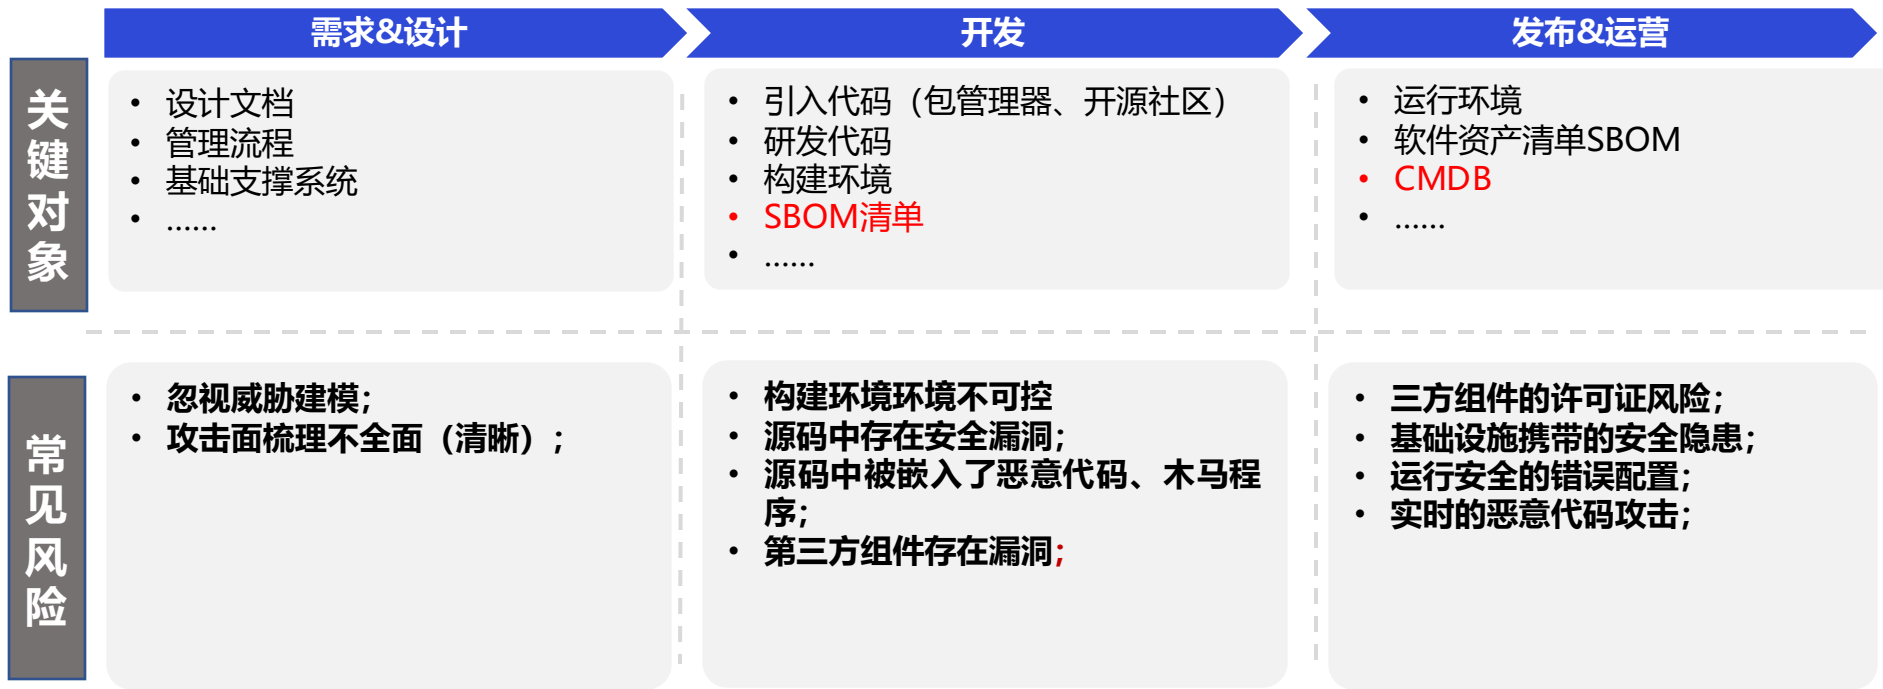 需求&设计
开发
发布&运营
关键对象
• 设计文档
• 管理流程
• 基础支撑系统
• ......
• 引入代码（包管理器、开源社区）
• 研发代码
• 构建环境
• SBOM清单
• ......
• 运行环境
• 软件资产清单SBOM
• CMDB
• ......
常见风险
• 忽视威胁建模；
• 攻击面梳理不全面（清晰）；
• 构建环境环境不可控
• 源码中存在安全漏洞；
• 源码中被嵌入了恶意代码、木马程
序；
• 第三方组件存在漏洞；
• 三方组件的许可证风险；
• 基础设施携带的安全隐患；
• 运行安全的错误配置；
• 实时的恶意代码攻击；